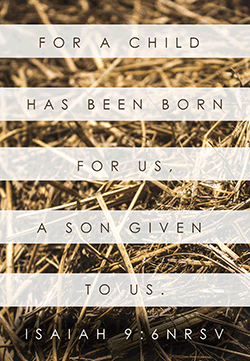 FOR A CHILD
HAS BEEN BORN
FOR US,
A SON GIVEN
TO US.
ISAIAH 9:6NRSV